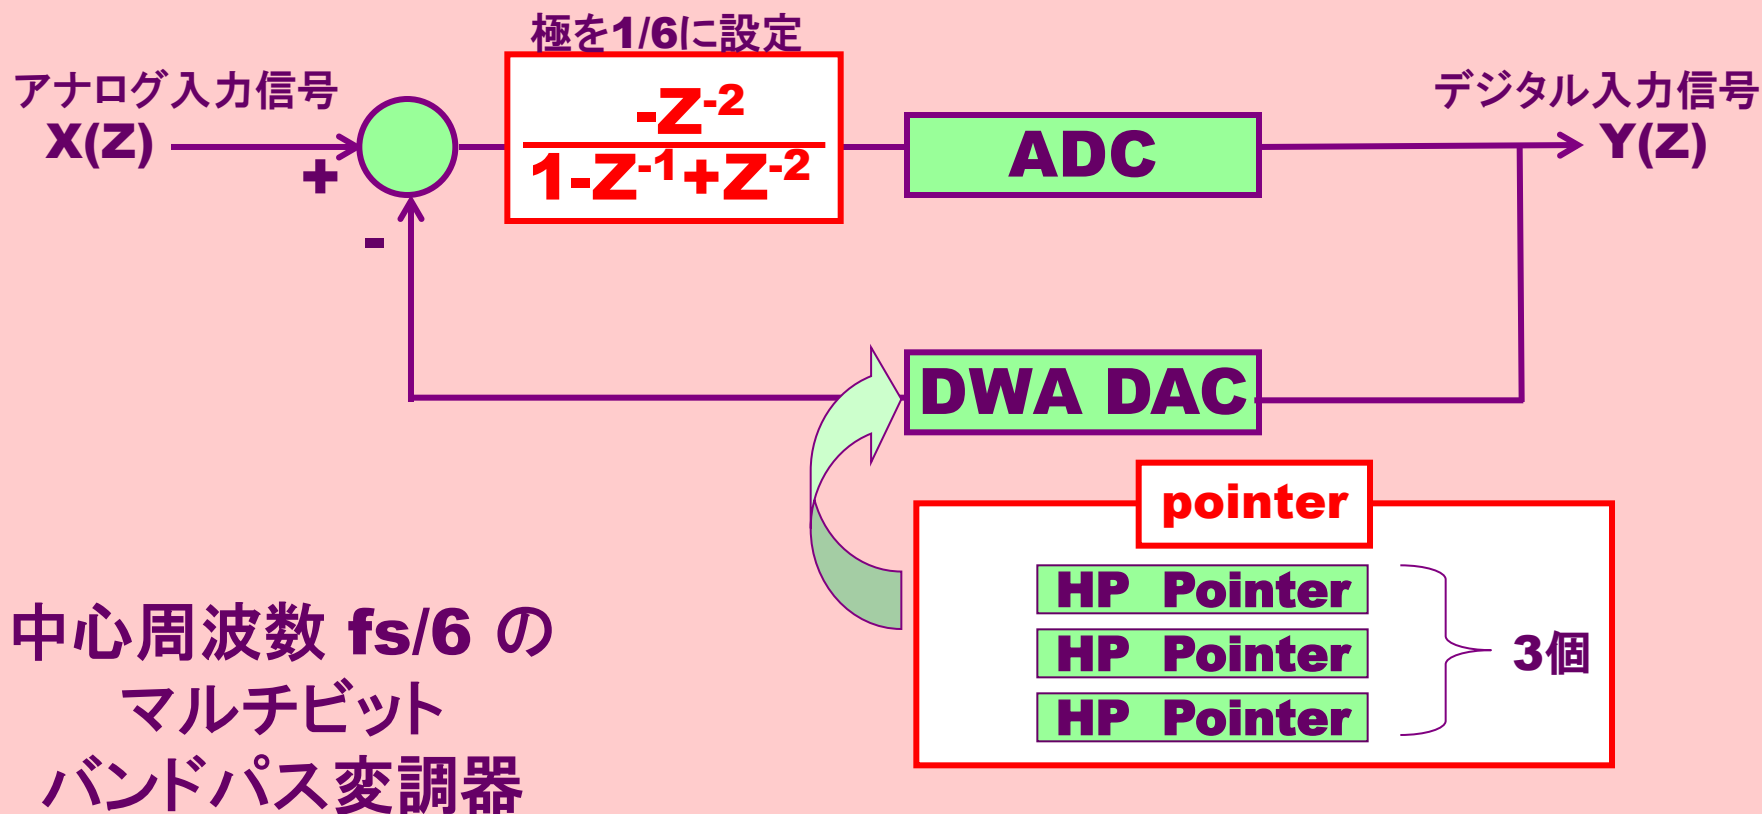 極を1/6に設定
アナログ入力信号
X(Z)
+
-
-Z-2
1-Z-1+Z-2
ADC
デジタル入力信号
Y(Z)
DWA DAC
pointer
HP Pointer
HP Pointer
HP Pointer
3個
中心周波数 fs/6 の
マルチビット
バンドパス変調器